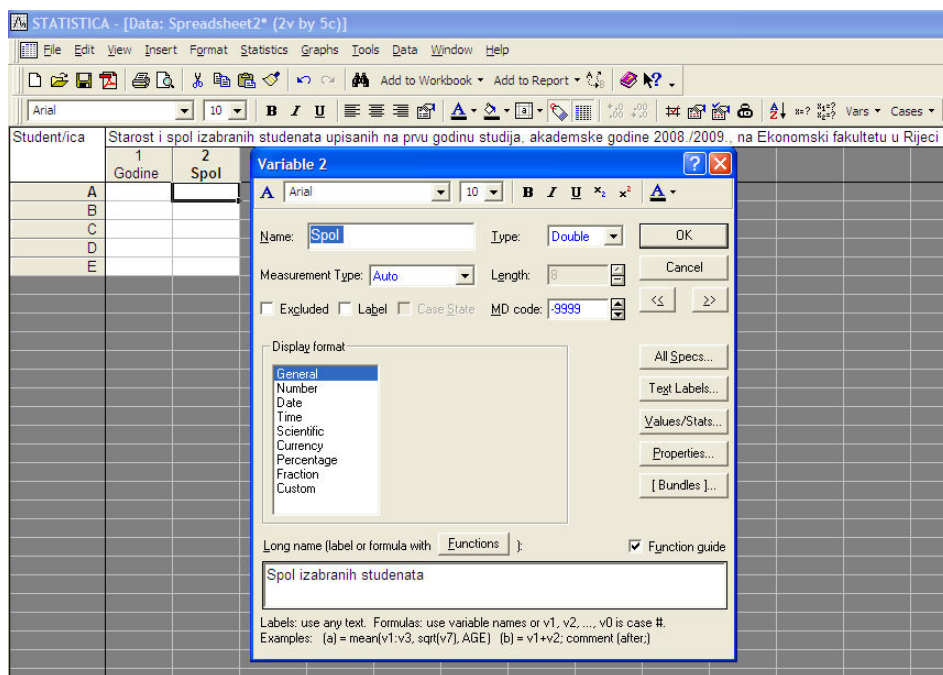 STATISTICA - [Data: Spreadsheet2* (2v by 5c)]
File Edit View Insert Format Statistics Graphs Tools Data Window Help
Add to Workbook Add to Report
Arial 10 B I U A Vars Cases
Student/ica Starost i spol izabranih studenata upisanih na prvu godinu studija, akademske godine 2008./2009., na Ekonomski fakultetu u Rijeci
1 2
Godine Spol
A
B
C
D
E
Variable 2
A Arial 10 B I U x₂ x² A
Name: Spol Type: Double OK
Measurement Type: Auto Length: 8 Cancel
Excluded Label Case State MD code: -9999 << >>
Display format
General
Number
Date
Time
Scientific
Currency
Percentage
Fraction
Custom
All Specs...
Text Labels...
Values/Stats...
Properties...
[ Bundles ]...
Long name (label or formula with Functions ): Function guide
Spol izabranih studenata
Labels: use any text. Formulas: use variable names or v1, v2, ..., v0 is case #.
Examples: (a) = mean(v1:v3, sqrt(v7), AGE) (b) = v1+v2; comment (after;)